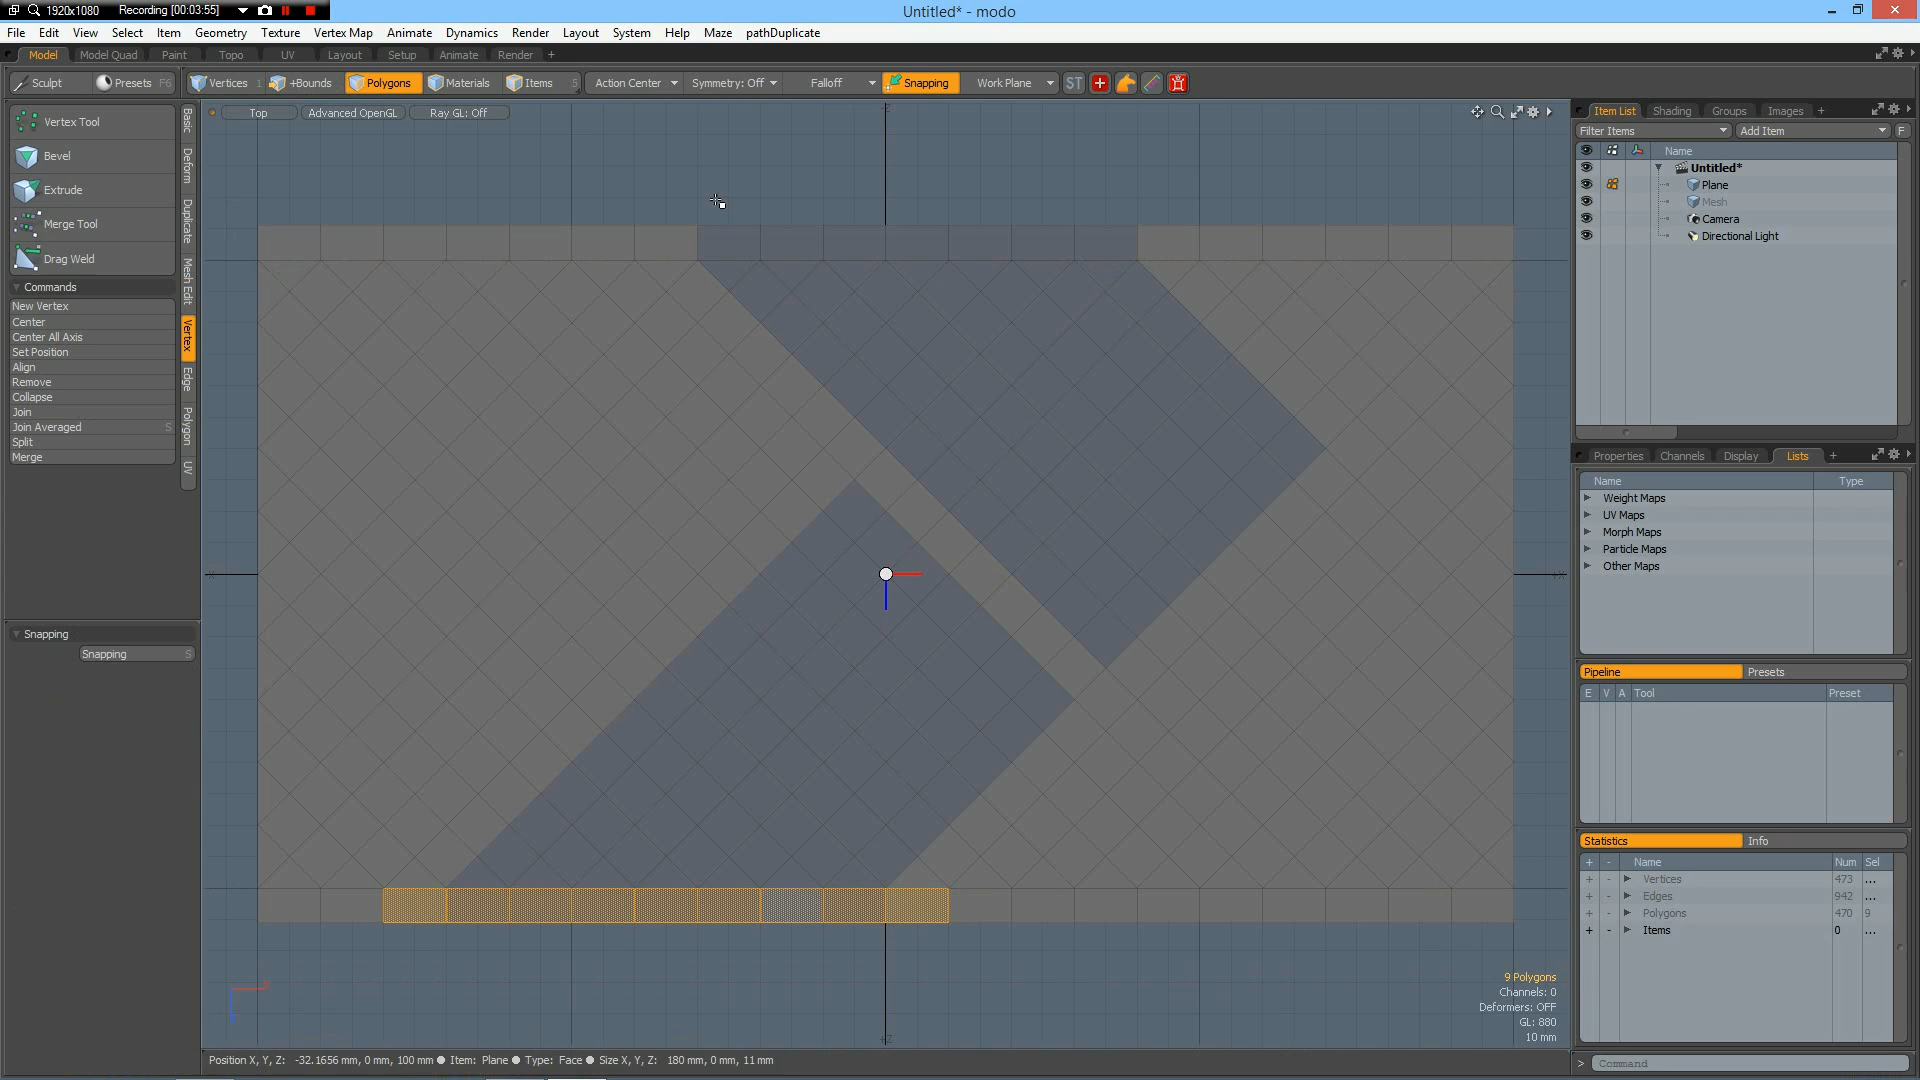 1920x1080 Recording [00:03:55] Untitled* - modo
File Edit View Select Item Geometry Texture Vertex Map Animate Dynamics Render Layout System Help Maze pathDuplicate
Model Model Quad Paint Topo UV Layout Setup Animate Render +
Sculpt Presets F6 Vertices 1 +Bounds Polygons Materials Items 5 Action Center Symmetry: Off Falloff Snapping Work Plane ST
Top Advanced OpenGL Ray GL: Off
Vertex Tool
Bevel
Extrude
Merge Tool
Drag Weld
Commands
New Vertex
Center
Center All Axis
Set Position
Align
Remove
Collapse
Join
Join Averaged S
Split
Merge
Basic
Deform
Duplicate
Mesh Edit
Vertex
Edge
Polygon
UV
Snapping
Snapping S
Item List Shading Groups Images +
Filter Items Add Item F
Name
Untitled*
Plane
Mesh
Camera
Directional Light
Properties Channels Display Lists +
Name Type
Weight Maps
UV Maps
Morph Maps
Particle Maps
Other Maps
Pipeline Presets
E V A Tool Preset
Statistics Info
+ - Name Num Sel
+ - Vertices 473 ...
+ - Edges 942 ...
+ - Polygons 470 9
+ - Items 0 ...
9 Polygons
Channels: 0
Deformers: OFF
GL: 880
10 mm
Position X, Y, Z: -32.1656 mm, 0 mm, 100 mm Item: Plane Type: Face Size X, Y, Z: 180 mm, 0 mm, 11 mm
> Command